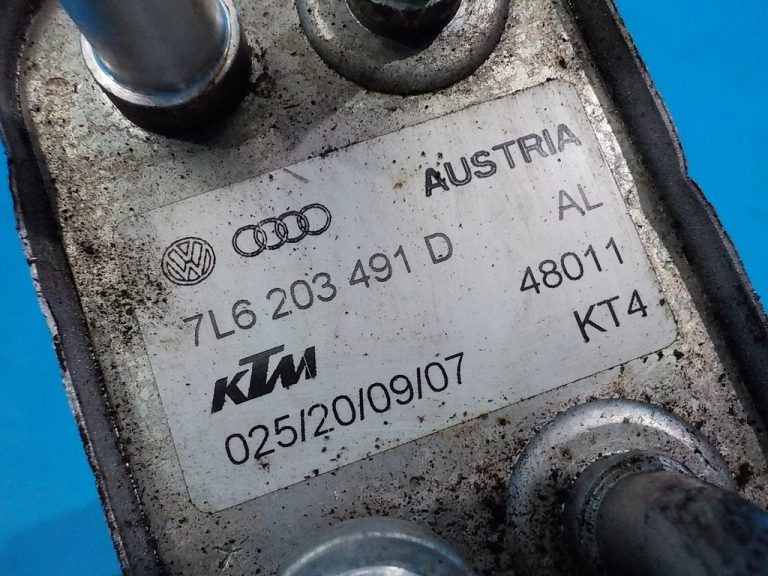 AUSTRIA
AL
7L6 203 491 D
48011
KTM
KT4
025/20/09/07